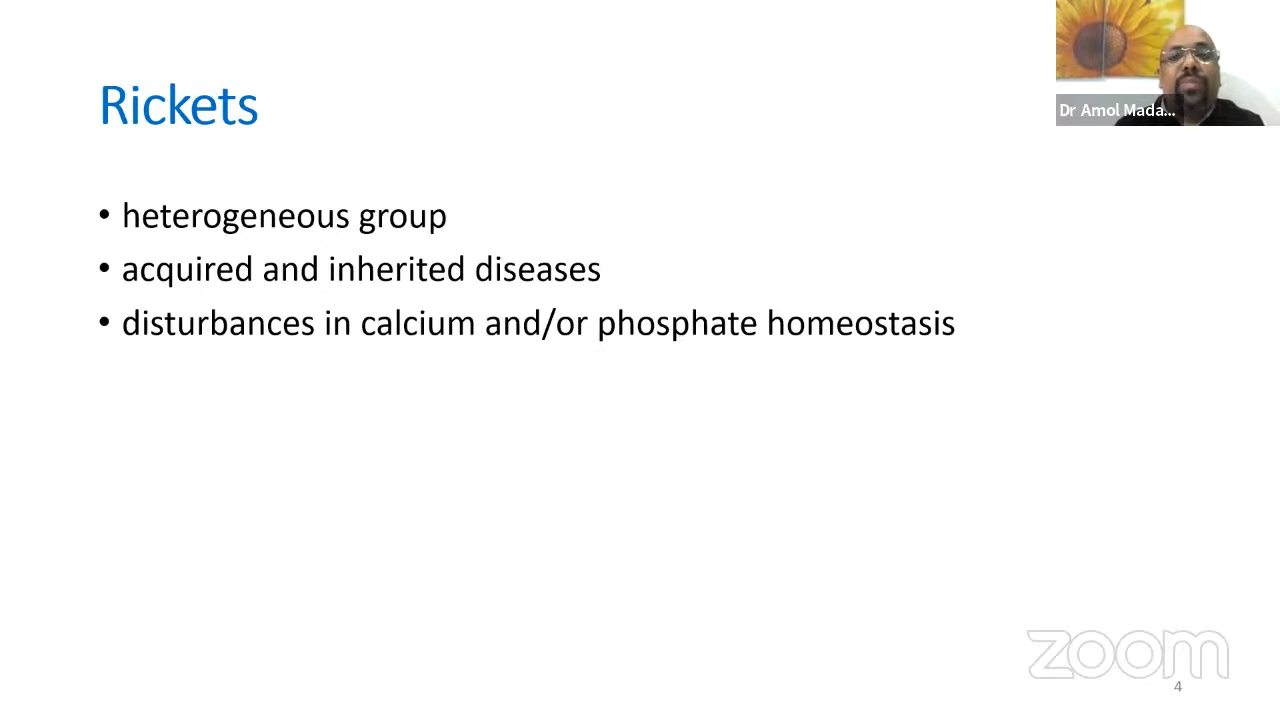 Rickets
Dr Amol Mada...
• heterogeneous group
• acquired and inherited diseases
• disturbances in calcium and/or phosphate homeostasis
zoom
4